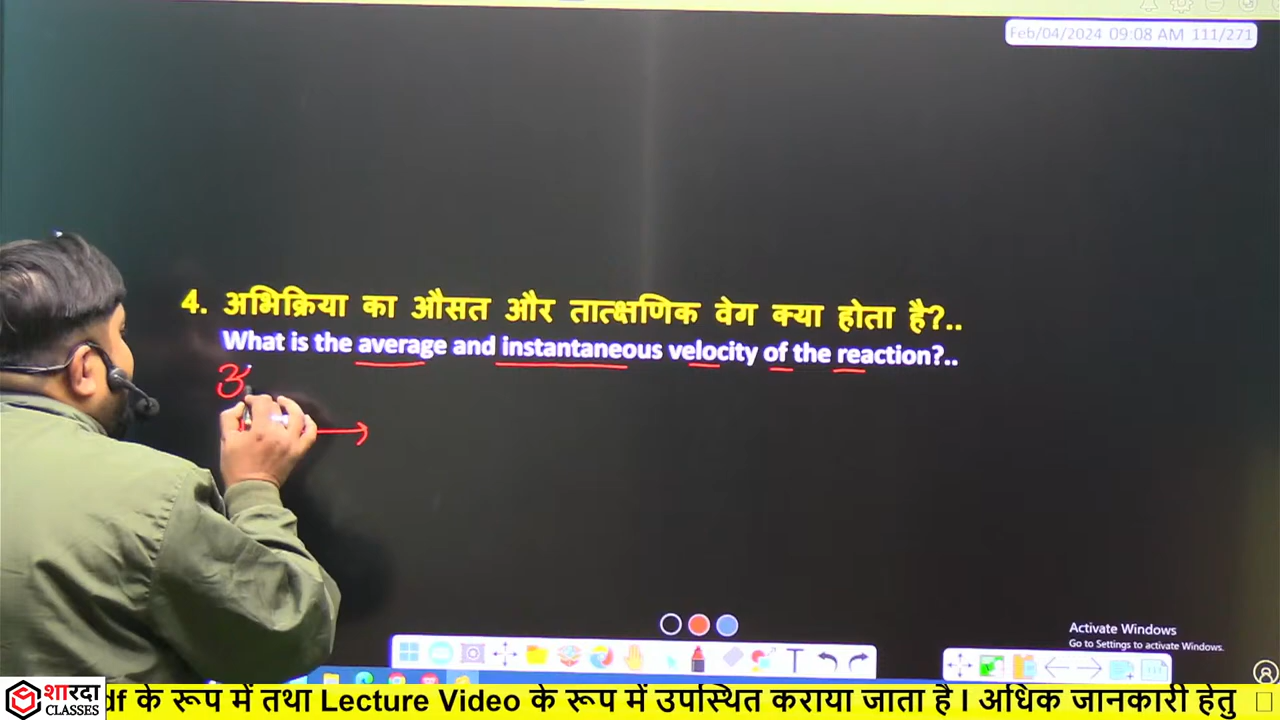 Feb/04/2024 09:08 AM 111/271
4. अभिक्रिया का औसत और तात्क्षणिक वेग क्या होता है?..
What is the average and instantaneous velocity of the reaction?..
Activate Windows
Go to Settings to activate Windows.
शारदा
CLASSES
df के रूप में तथा Lecture Video के रूप में उपस्थित कराया जाता है। अधिक जानकारी हेतु